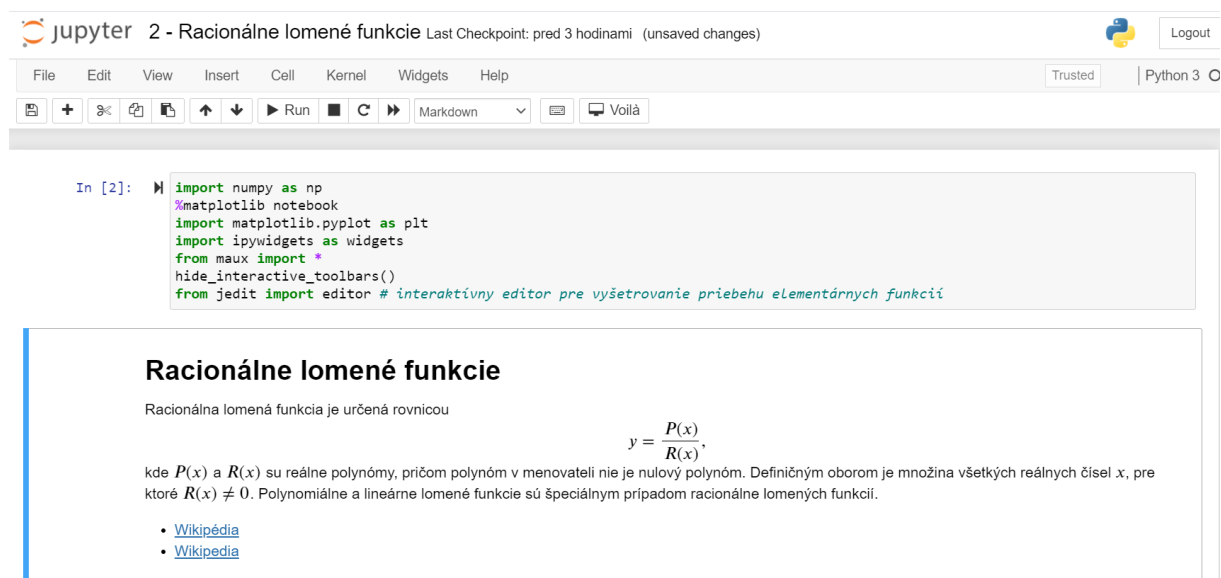 jupyter 2 - Racionálne lomené funkcie Last Checkpoint: pred 3 hodinami (unsaved changes) Logout
File Edit View Insert Cell Kernel Widgets Help Trusted Python 3
Run Markdown Voilà
In [2]: import numpy as np
%matplotlib notebook
import matplotlib.pyplot as plt
import ipywidgets as widgets
from maux import *
hide_interactive_toolbars()
from jedit import editor # interaktívny editor pre vyšetrovanie priebehu elementárnych funkcií
Racionálne lomené funkcie
Racionálna lomená funkcia je určená rovnicou
y = P(x)/R(x),
kde P(x) a R(x) su reálne polynómy, pričom polynóm v menovateli nie je nulový polynóm. Definičným oborom je množina všetkých reálnych čísel x, pre
ktoré R(x) ≠ 0. Polynomiálne a lineárne lomené funkcie sú špeciálnym prípadom racionálne lomených funkcií.
• Wikipédia
• Wikipedia